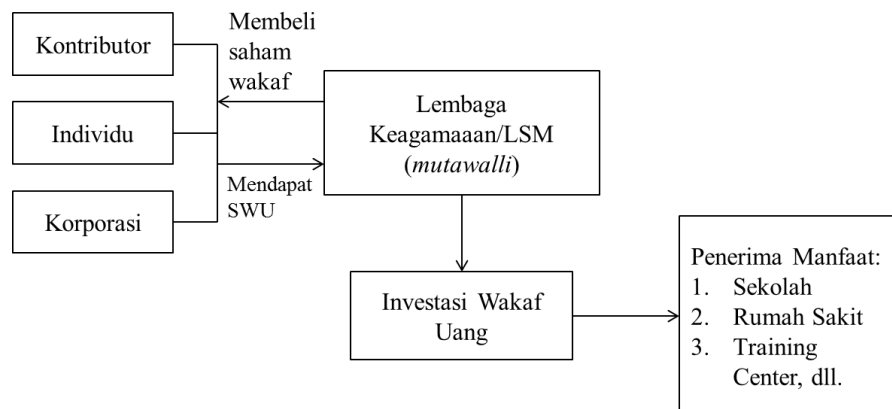 Kontributor
Individu
Korporasi
Membeli
saham
wakaf
Mendapat
SWU
Lembaga
Keagamaaan/LSM
(mutawalli)
Investasi Wakaf
Uang
Penerima Manfaat:
1. Sekolah
2. Rumah Sakit
3. Training
Center, dll.